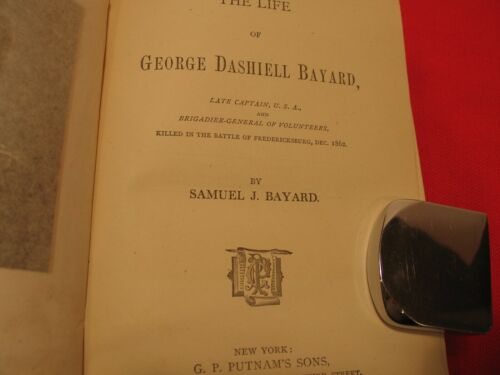 THE LIFE
OF
GEORGE DASHIELL BAYARD,
LATE CAPTAIN, U. S. A.,
AND
BRIGADIER-GENERAL OF VOLUNTEERS,
KILLED IN THE BATTLE OF FREDERICKSBURG, DEC. 1862.
BY
SAMUEL J. BAYARD.
NEW YORK:
G. P. PUTNAM'S SONS,
STREET,